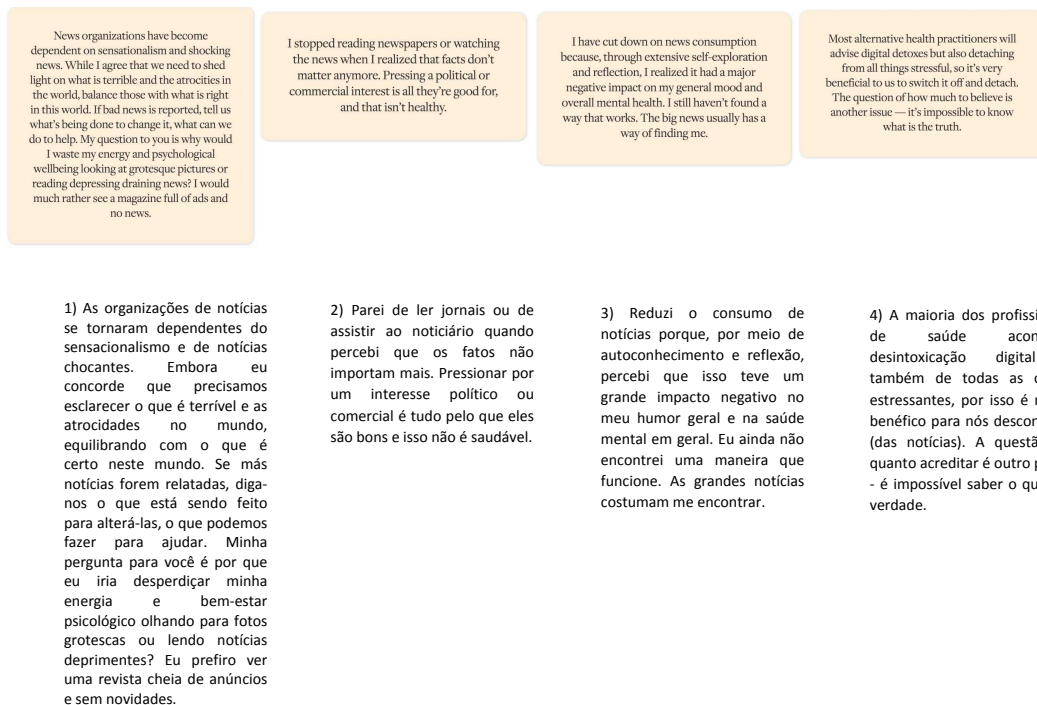 News organizations have become
dependent on sensationalism and shocking
news. While I agree that we need to shed
light on what is terrible and the atrocities in
the world, balance those with what is right
in this world. If bad news is reported, tell us
what's being done to change it, what can we
do to help. My question to you is why would
I waste my energy and psychological
wellbeing looking at grotesque pictures or
reading depressing draining news? I would
much rather see a magazine full of ads and
no news.
I stopped reading newspapers or watching
the news when I realized that facts don't
matter anymore. Pressing a political or
commercial interest is all they're good for,
and that isn't healthy.
I have cut down on news consumption
because, through extensive self-exploration
and reflection, I realized it had a major
negative impact on my general mood and
overall mental health. I still haven't found a
way that works. The big news usually has a
way of finding me.
Most alternative health practitioners will
advise digital detoxes but also detaching
from all things stressful, so it's very
beneficial to us to switch it off and detach.
The question of how much to believe is
another issue — it's impossible to know
what is the truth.
1) As organizações de notícias
se tornaram dependentes do
sensacionalismo e de notícias
chocantes. Embora eu
concorde que precisamos
esclarecer o que é terrível e as
atrocidades no mundo,
equilibrando com o que é
certo neste mundo. Se más
notícias forem relatadas, diga-
nos o que está sendo feito
para alterá-las, o que podemos
fazer para ajudar. Minha
pergunta para você é por que
eu iria desperdiçar minha
energia e bem-estar
psicológico olhando para fotos
grotescas ou lendo notícias
deprimentes? Eu prefiro ver
uma revista cheia de anúncios
e sem novidades.
2) Parei de ler jornais ou de
assistir ao noticiário quando
percebi que os fatos não
importam mais. Pressionar por
um interesse político ou
comercial é tudo pelo que eles
são bons e isso não é saudável.
3) Reduzi o consumo de
notícias porque, por meio de
autoconhecimento e reflexão,
percebi que isso teve um
grande impacto negativo no
meu humor geral e na saúde
mental em geral. Eu ainda não
encontrei uma maneira que
funcione. As grandes notícias
costumam me encontrar.
4) A maioria dos
de saúde
desintoxicação digital
também de todas as
estressantes, por isso é
benéfico para nós
(das notícias). A
quanto acreditar é outro
- é impossível saber o
verdade.